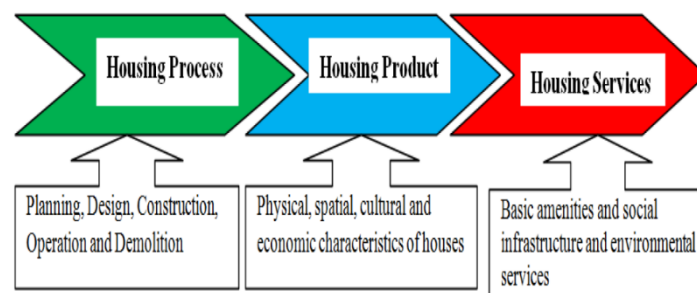 Housing Process
Housing Product
Housing Services
Planning, Design, Construction,
Operation and Demolition
Physical, spatial, cultural and
economic characteristics of houses
Basic amenities and social
infrastructure and environmental
services